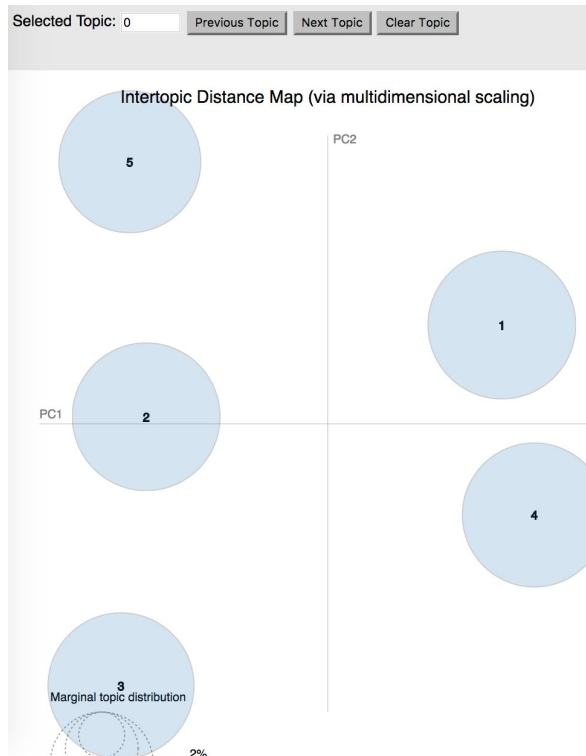 Selected Topic: 0 Previous Topic Next Topic Clear Topic
Intertopic Distance Map (via multidimensional scaling)
PC2
5
1
PC1
2
4
3
Marginal topic distribution
2%